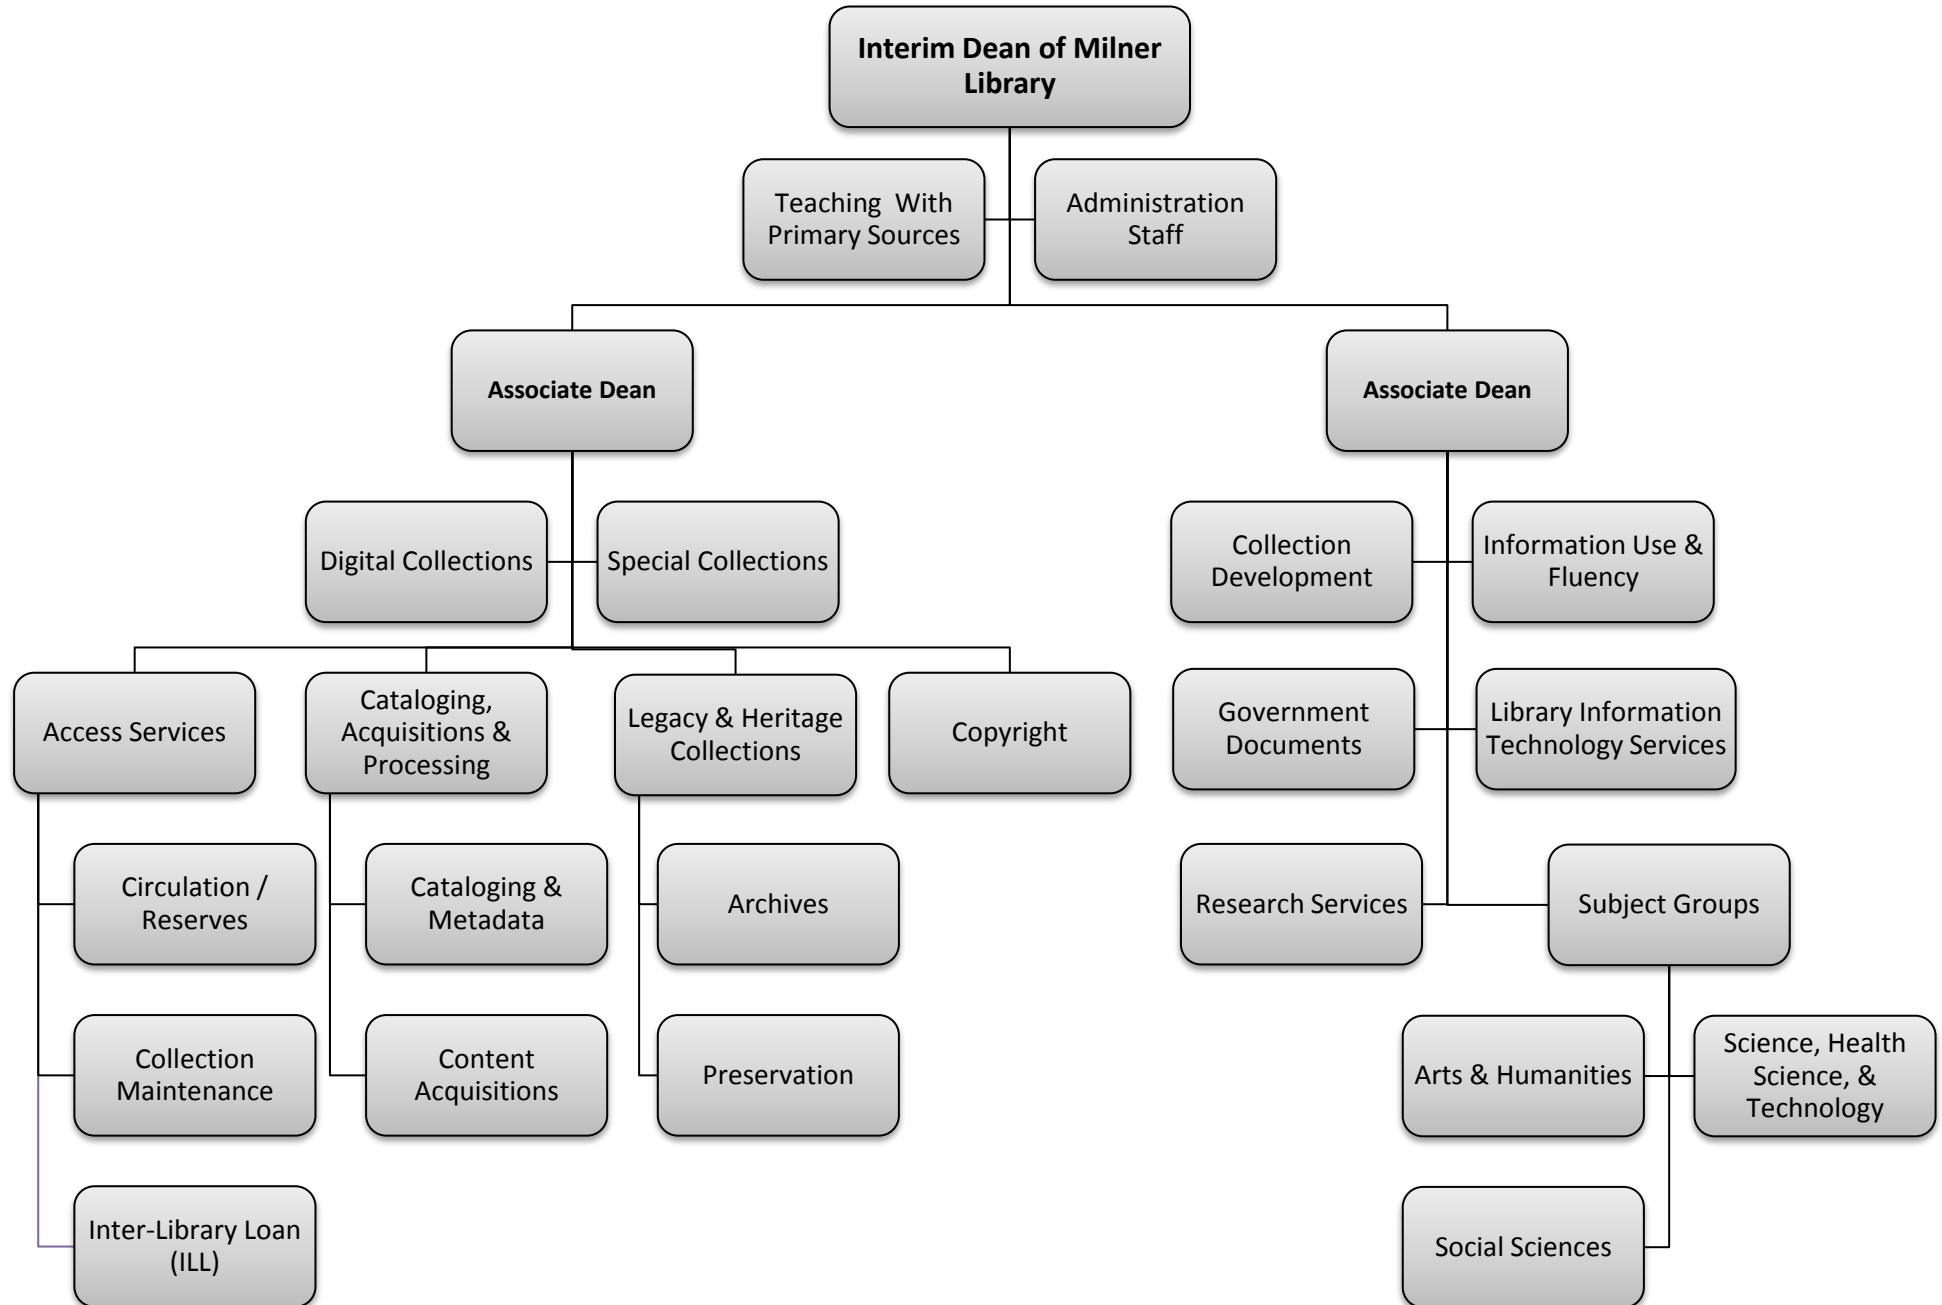 Interim Dean of Milner
Library
Teaching  With
Primary Sources
Administration
Staff
Associate Dean
Associate Dean
Digital Collections
Special Collections
Collection
Development
Information Use &
Fluency
Access Services
Cataloging,
Acquisitions &
Processing
Legacy & Heritage
Collections
Copyright
Government
Documents
Library Information
Technology Services
Circulation /
Reserves
Cataloging &
Metadata
Archives
Research Services
Subject Groups
Collection
Maintenance
Content
Acquisitions
Preservation
Arts & Humanities
Science, Health
Science, &
Technology
Inter-Library Loan
(ILL)
Social Sciences